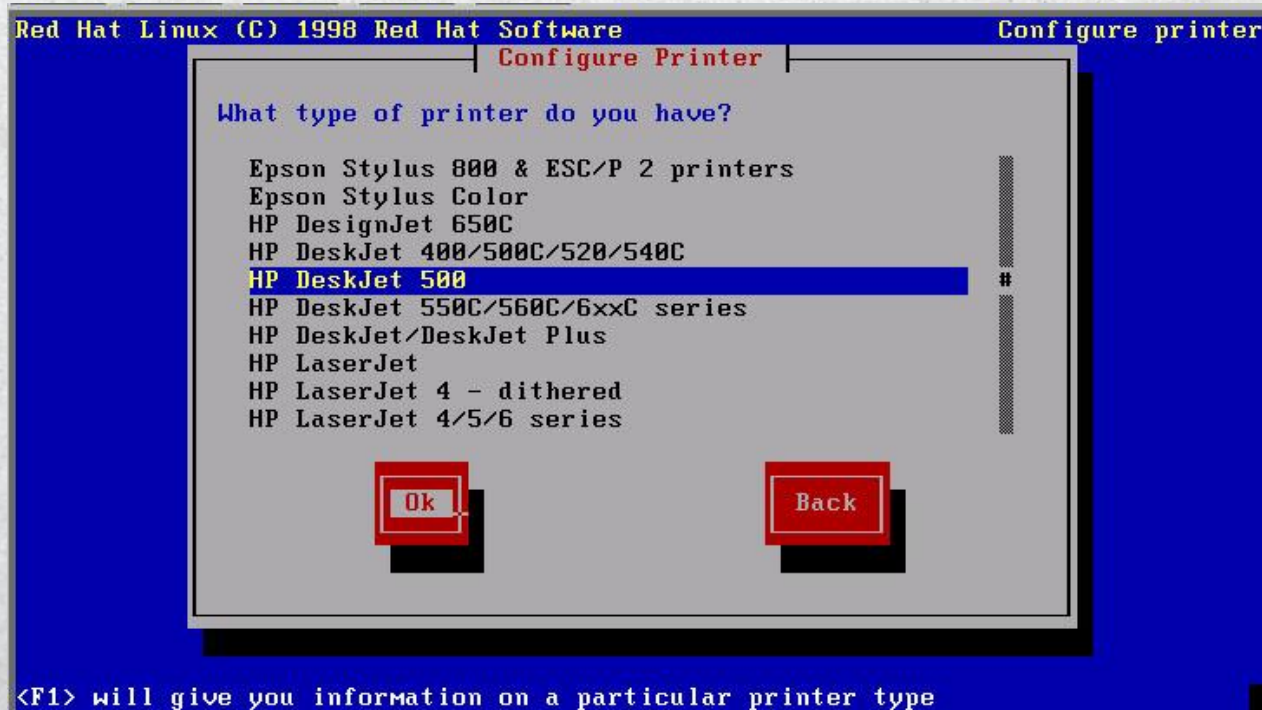 Red Hat Linux (C) 1998 Red Hat Software Configure printer
Configure Printer
What type of printer do you have?
Epson Stylus 800 & ESC/P 2 printers
Epson Stylus Color
HP DesignJet 650C
HP DeskJet 400/500C/520/540C
HP DeskJet 500 #
HP DeskJet 550C/560C/6xxC series
HP DeskJet/DeskJet Plus
HP LaserJet
HP LaserJet 4 - dithered
HP LaserJet 4/5/6 series
Ok Back
<F1> will give you information on a particular printer type